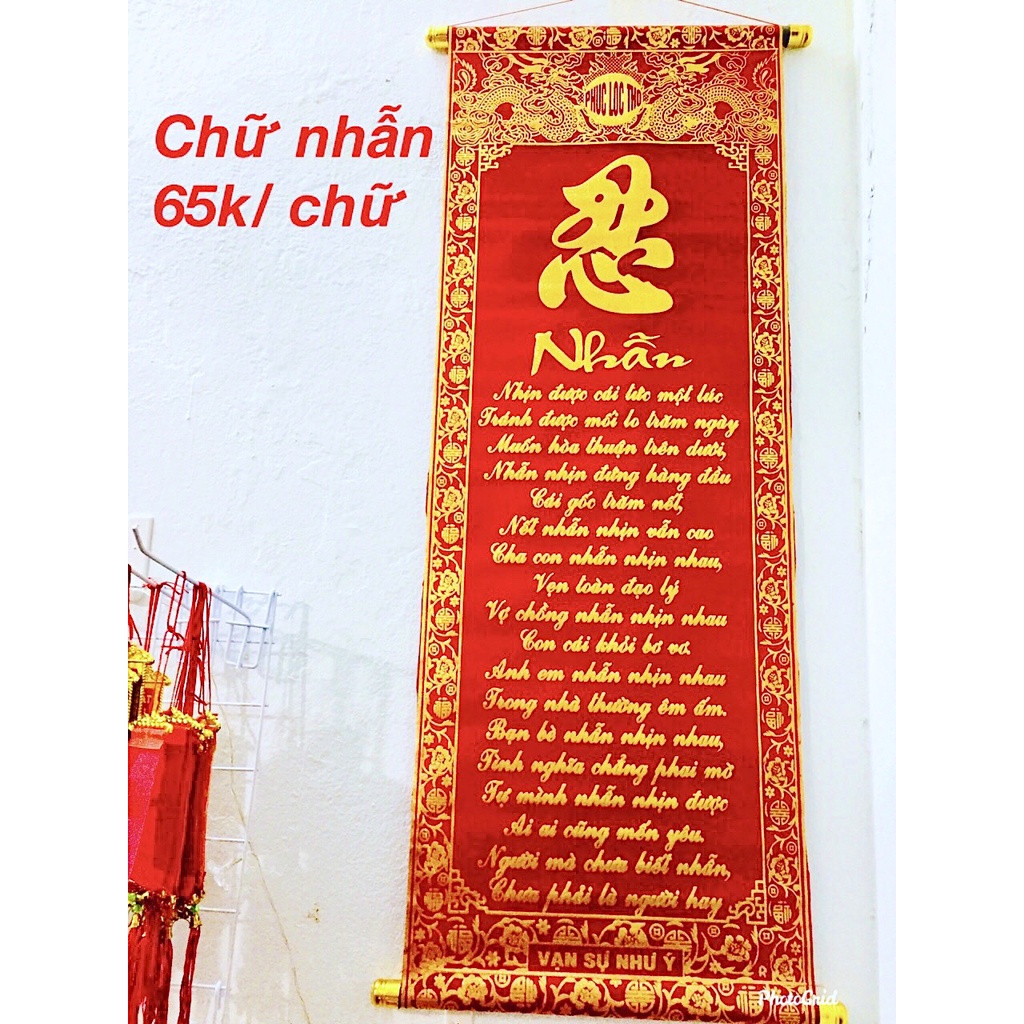 Chữ nhẫn
65k/ chữ
PHÚC LỘC THỌ
忍
Nhẫn
Nhịn được cái tức một lúc
Tránh được mối lo trăm ngày
Muốn hòa thuận trên dưới,
Nhẫn nhịn đứng hàng đầu
Cái gốc trăm nết,
Nết nhẫn nhịn vẫn cao
Cha con nhẫn nhịn nhau,
Vẹn toàn đạo lý
Vợ chồng nhẫn nhịn nhau
Con cái khỏi bơ vơ.
Anh em nhẫn nhịn nhau
Trong nhà thường êm ấm.
Bạn bè nhẫn nhịn nhau,
Tình nghĩa chẳng phai mờ
Tự mình nhẫn nhịn được
Ai ai cũng mến yêu.
Người mà chưa biết nhẫn,
Chưa phải là người hay
VẠN SỰ NHƯ Ý
PhotoGrid